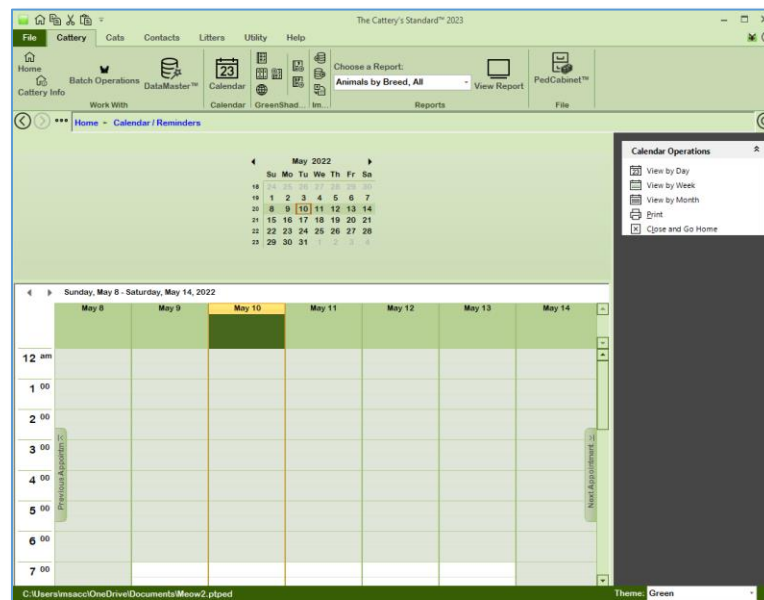 The Cattery's Standard™ 2023
File Cattery Cats Contacts Litters Utility Help
Home
Cattery Info
Batch Operations
DataMaster™
Work With
23
Calendar
Calendar
GreenShad...
Im...
Choose a Report:
Animals by Breed, All
View Report
Reports
PedCabinet™
File
Home - Calendar / Reminders
May 2022
Su Mo Tu We Th Fr Sa
18 24 25 26 27 28 29 30
19 1 2 3 4 5 6 7
20 8 9 10 11 12 13 14
21 15 16 17 18 19 20 21
22 22 23 24 25 26 27 28
23 29 30 31 1 2 3 4
Calendar Operations
View by Day
View by Week
View by Month
Print
Close and Go Home
Sunday, May 8 - Saturday, May 14, 2022
May 8 May 9 May 10 May 11 May 12 May 13 May 14
12 am
1 00
2 00
3 00
4 00
5 00
6 00
7 00
Previous Appointm
Next Appointment
C:\Users\msacc\OneDrive\Documents\Meow2.ptped
Theme: Green